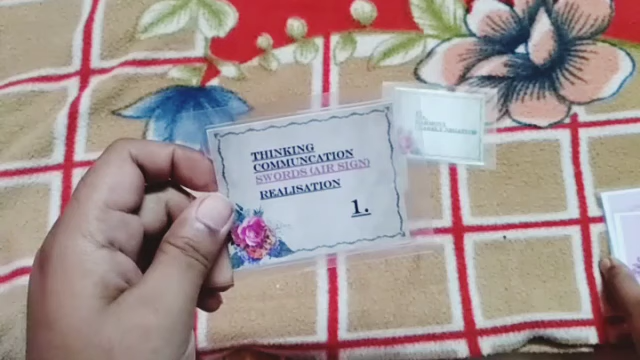 THINKING
COMMUNCATION
SWORDS (AIR SIGN)
REALISATION
1.